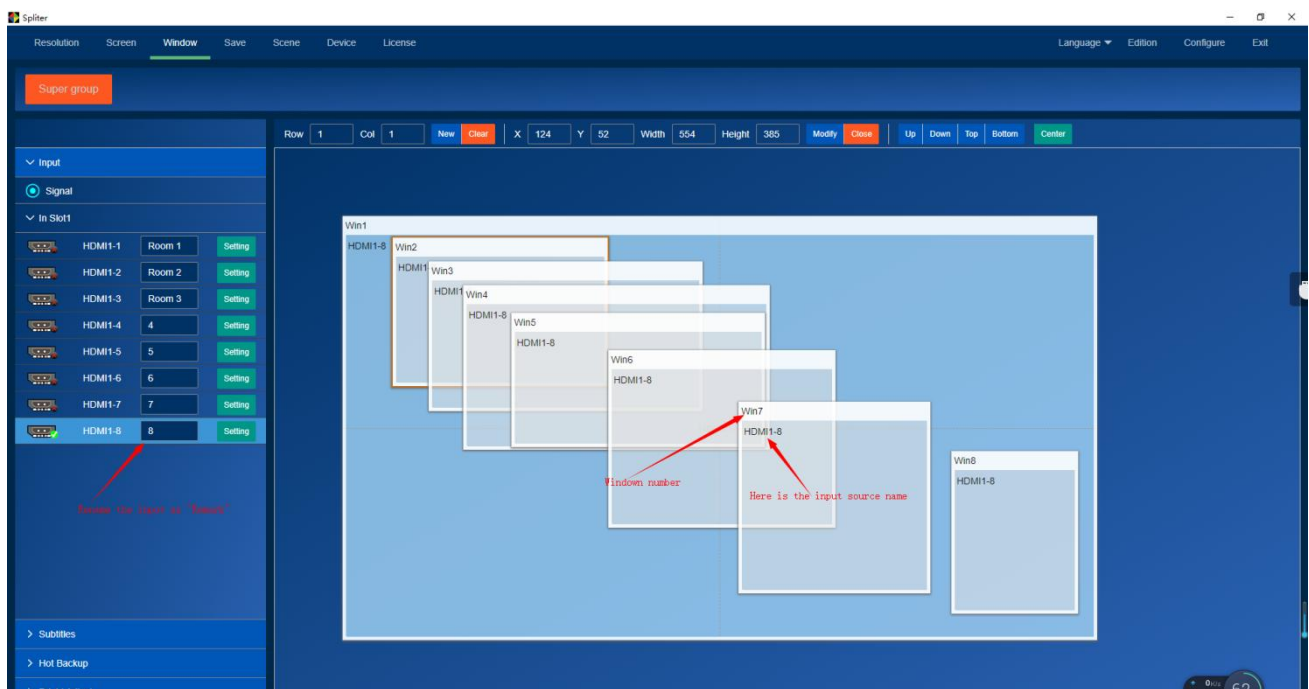 Spliter
Resolution Screen Window Save Scene Device License Language Edition Configure Exit
Super group
Row 1 Col 1 New Clear X 124 Y 52 Width 554 Height 385 Modify Close Up Down Top Bottom Center
Input
Signal
In Slot1
HDMI1-1 Room 1 Setting
HDMI1-2 Room 2 Setting
HDMI1-3 Room 3 Setting
HDMI1-4 4 Setting
HDMI1-5 5 Setting
HDMI1-6 6 Setting
HDMI1-7 7 Setting
HDMI1-8 8 Setting
Subtitles
Hot Backup
Win1
HDMI1-8
Win2
HDMI1
Win3
HDMI1
Win4
HDMI1-8
Win5
HDMI1-8
Win6
HDMI1-8
Win7
HDMI1-8
Win8
HDMI1-8
Windown number
Here is the input source name